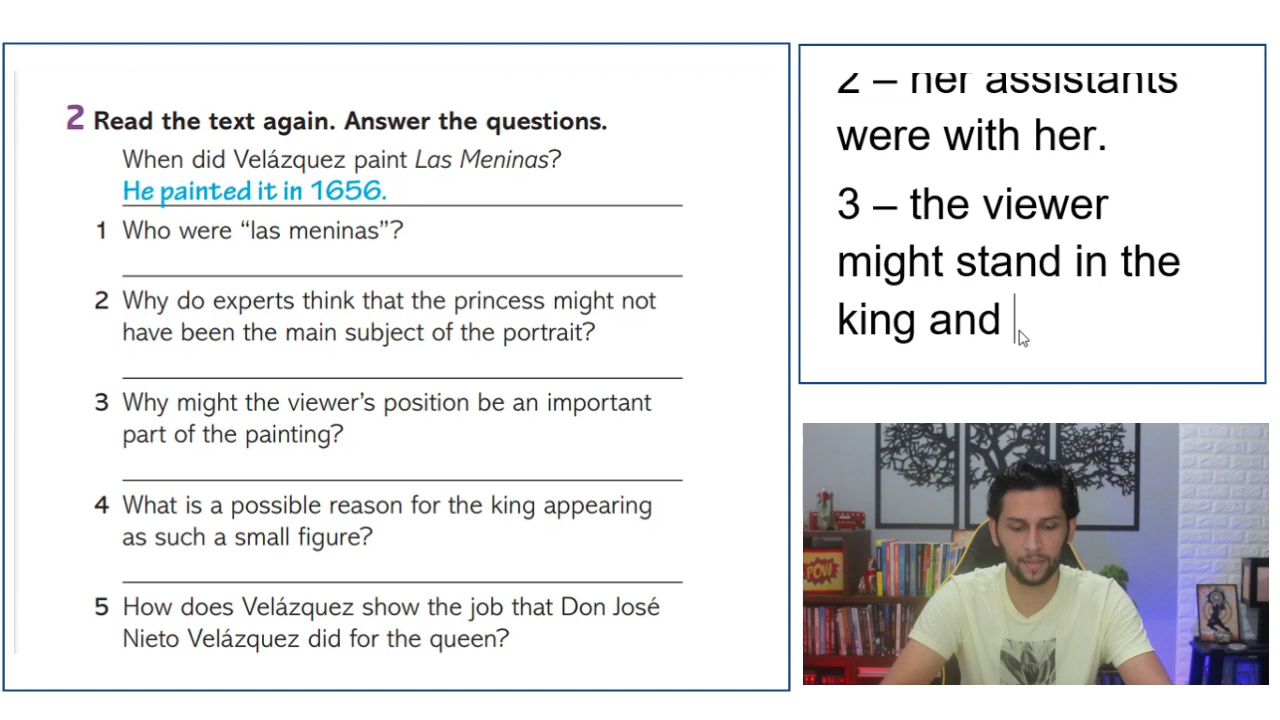 2 Read the text again. Answer the questions.
When did Velázquez paint Las Meninas?
He painted it in 1656.
1 Who were “las meninas”?
2 Why do experts think that the princess might not
have been the main subject of the portrait?
3 Why might the viewer’s position be an important
part of the painting?
4 What is a possible reason for the king appearing
as such a small figure?
5 How does Velázquez show the job that Don José
Nieto Velázquez did for the queen?
2 – her assistants
were with her.
3 – the viewer
might stand in the
king and
POW!